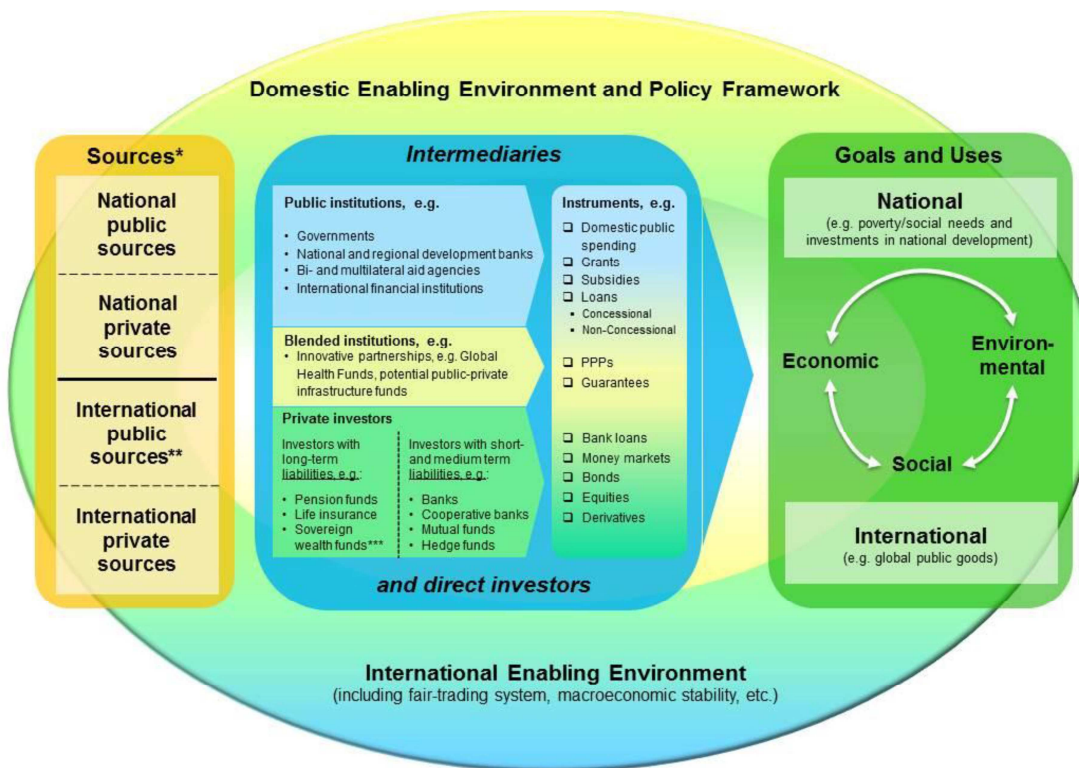 Domestic Enabling Environment and Policy Framework
Sources*
National
public
sources
National
private
sources
International
public
sources**
International
private
sources
Intermediaries
Public institutions, e.g.
• Governments
• National and regional development banks
• Bi- and multilateral aid agencies
• International financial institutions
Blended institutions, e.g.
• Innovative partnerships, e.g. Global
Health Funds, potential public-private
infrastructure funds
Private investors
Investors with
long-term
liabilities, e.g.:
• Pension funds
• Life insurance
• Sovereign
wealth funds***
Investors with short-
and medium term
liabilities, e.g.:
• Banks
• Cooperative banks
• Mutual funds
• Hedge funds
Instruments, e.g.
❑ Domestic public
spending
❑ Grants
❑ Subsidies
❑ Loans
• Concessional
• Non-Concessional
❑ PPPs
❑ Guarantees
❑ Bank loans
❑ Money markets
❑ Bonds
❑ Equities
❑ Derivatives
and direct investors
Goals and Uses
National
(e.g. poverty/social needs and
investments in national development)
Economic
Environ-
mental
Social
International
(e.g. global public goods)
International Enabling Environment
(including fair-trading system, macroeconomic stability, etc.)